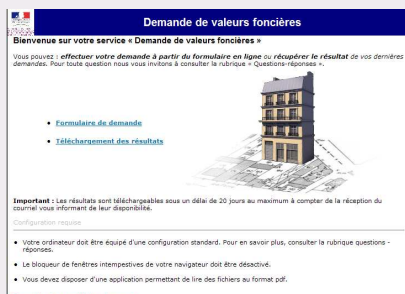 Demande de valeurs foncières
Bienvenue sur votre service « Demande de valeurs foncières »
Vous pouvez : effectuer votre demande à partir du formulaire en ligne ou récupérer le résultat de vos dernières
demandes. Pour toute question nous vous invitons à consulter la rubrique « Questions-réponses ».
• Formulaire de demande
• Téléchargement des résultats
Important : Les résultats sont téléchargeables sous un délai de 20 jours au maximum à compter de la réception du
courriel vous informant de leur disponibilité.
Configuration requise
• Votre ordinateur doit être équipé d'une configuration standard. Pour en savoir plus, consulter la rubrique questions -
réponses.
• Le bloqueur de fenêtres intempestives de votre navigateur doit être désactivé.
• Vous devez disposer d'une application permettant de lire des fichiers au format pdf.